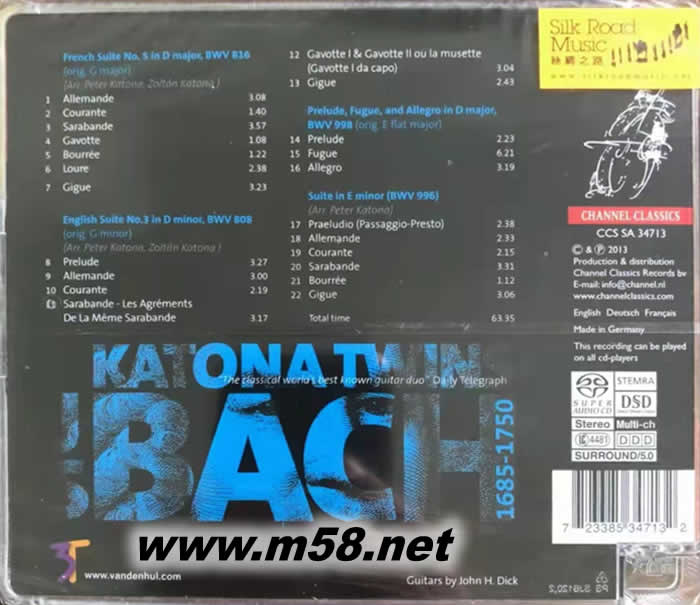 French Suite No. 5 in D major, BWV 816
(orig. G major)
(Arr. Peter Katona, Zoltán Katona )
1 Allemande 3.08
2 Courante 1.40
3 Sarabande 3.57
4 Gavotte 1.08
5 Bourrée 1.22
6 Loure 2.38
7 Gigue 3.23
English Suite No.3 in D minor, BWV 808
(orig. G minor)
(Arr. Peter Katona, Zoltán Katona )
8 Prelude 3.27
9 Allemande 3.00
10 Courante 2.19
Sarabande - Les Agréments
De La Même Sarabande 3.17
12 Gavotte I & Gavotte II ou la musette
(Gavotte I da capo) 3.04
13 Gigue 2.43
Prelude, Fugue, and Allegro in D major,
BWV 998 (orig. E flat major)
14 Prelude 2.23
15 Fugue 6.21
16 Allegro 3.19
Suite in E minor (BWV 996)
(Arr. Peter Katona)
17 Praeludio (Passaggio-Presto) 2.38
18 Allemande 2.33
19 Courante 2.15
20 Sarabande 3.31
21 Bourrée 1.12
22 Gigue 3.06
Total time 63.35
Silk Road
Music
絲綢之路
www.silkroadmusic.net
CHANNEL CLASSICS
CCS SA 34713
© & ℗ 2013
Production & distribution
Channel Classics Records bv
E-mail: info@channel.nl
www.channelclassics.com
English Deutsch Français
Made in Germany
This recording can be played
on all cd-players
SUPER AUDIO CD
STEMRA
DSD
Stereo Multi-ch
4481 DDD
SURROUND/5.0
KATONA TWINS
"The classical world's best known guitar duo" Daily Telegraph
BACH
1685-1750
7 23385 34713 2
www.m58.net
www.vandenhul.com
Guitars by John H. Dick